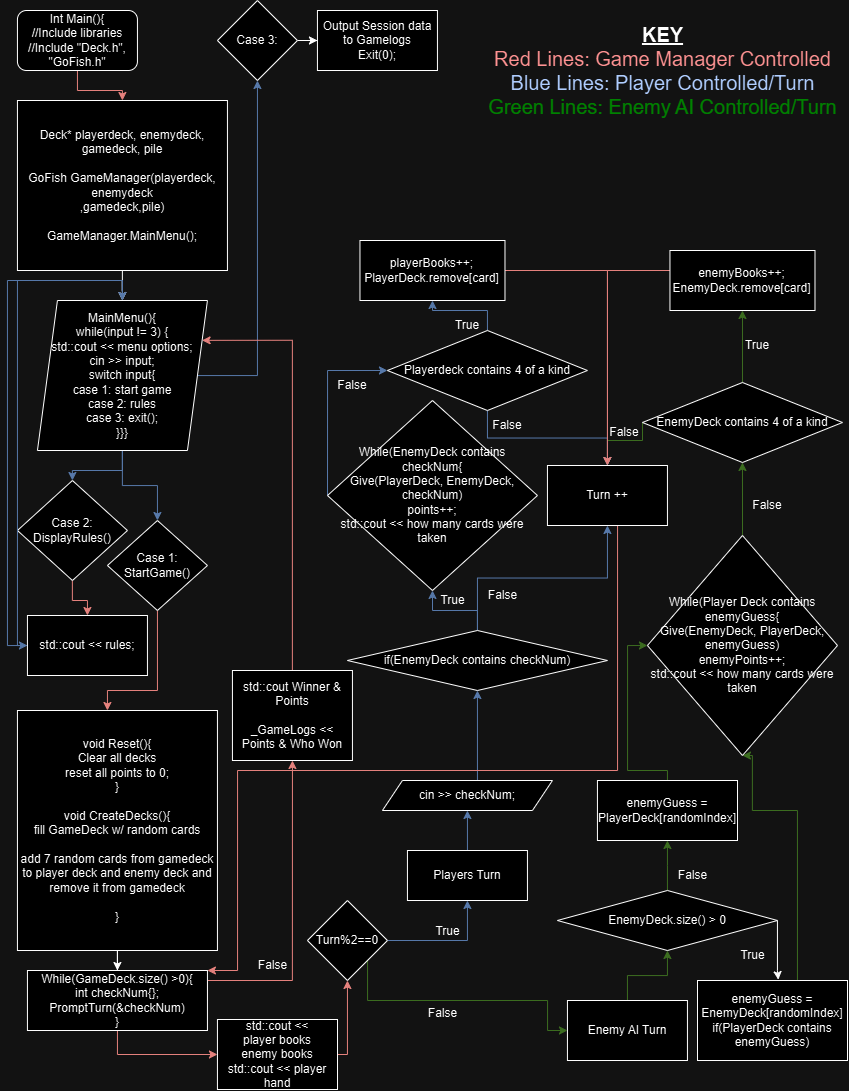 Int Main(){
//Include libraries
//Include "Deck.h",
"GoFish.h"
Case 3:
Output Session data
to Gamelogs
Exit(0);
KEY
Red Lines: Game Manager Controlled
Blue Lines: Player Controlled/Turn
Green Lines: Enemy AI Controlled/Turn
Deck* playerdeck, enemydeck,
gamedeck, pile
GoFish GameManager(playerdeck,
enemydeck
,gamedeck,pile)
GameManager.MainMenu();
MainMenu(){
while(input != 3) {
std::cout << menu options;
cin >> input;
switch input{
case 1: start game
case 2: rules
case 3: exit();
}}}
Case 2:
DisplayRules()
Case 1:
StartGame()
std::cout << rules;
playerBooks++;
PlayerDeck.remove[card]
enemyBooks++;
EnemyDeck.remove[card]
True
True
Playerdeck contains 4 of a kind
False
False
False
EnemyDeck contains 4 of a kind
While(EnemyDeck contains
checkNum{
Give(PlayerDeck, EnemyDeck,
checkNum)
points++;
std::cout << how many cards were
taken
Turn ++
False
While(Player Deck contains
enemyGuess{
Give(EnemyDeck, PlayerDeck,
enemyGuess)
enemyPoints++;
std::cout << how many cards were
taken
True
False
if(EnemyDeck contains checkNum)
std::cout Winner &
Points
_GameLogs <<
Points & Who Won
void Reset(){
Clear all decks
reset all points to 0;
}
void CreateDecks(){
fill GameDeck w/ random cards
add 7 random cards from gamedeck
to player deck and enemy deck and
remove it from gamedeck
}
cin >> checkNum;
enemyGuess =
PlayerDeck[randomIndex]
Players Turn
False
EnemyDeck.size() > 0
True
Turn%2==0
True
False
While(GameDeck.size() >0){
int checkNum{};
PromptTurn(&checkNum)
}
False
Enemy AI Turn
enemyGuess =
EnemyDeck[randomIndex]
if(PlayerDeck contains
enemyGuess)
std::cout <<
player books
enemy books
std::cout << player
hand